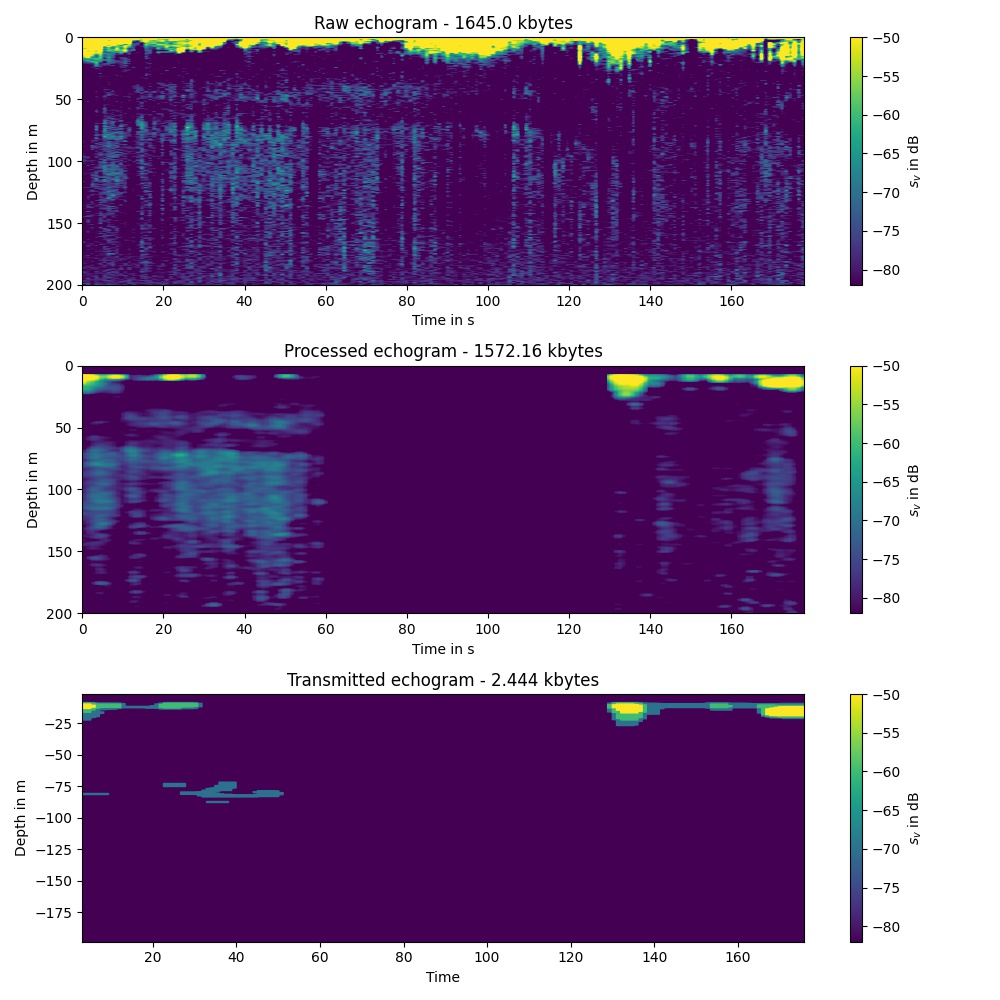 Raw echogram - 1645.0 kbytes
0
50
100
150
200
Depth in m
0 20 40 60 80 100 120 140 160
Time in s
−50
−55
−60
−65
−70
−75
−80
s_v in dB
Processed echogram - 1572.16 kbytes
0
50
100
150
200
Depth in m
0 20 40 60 80 100 120 140 160
Time in s
−50
−55
−60
−65
−70
−75
−80
s_v in dB
Transmitted echogram - 2.444 kbytes
−25
−50
−75
−100
−125
−150
−175
Depth in m
20 40 60 80 100 120 140 160
Time
−50
−55
−60
−65
−70
−75
−80
s_v in dB